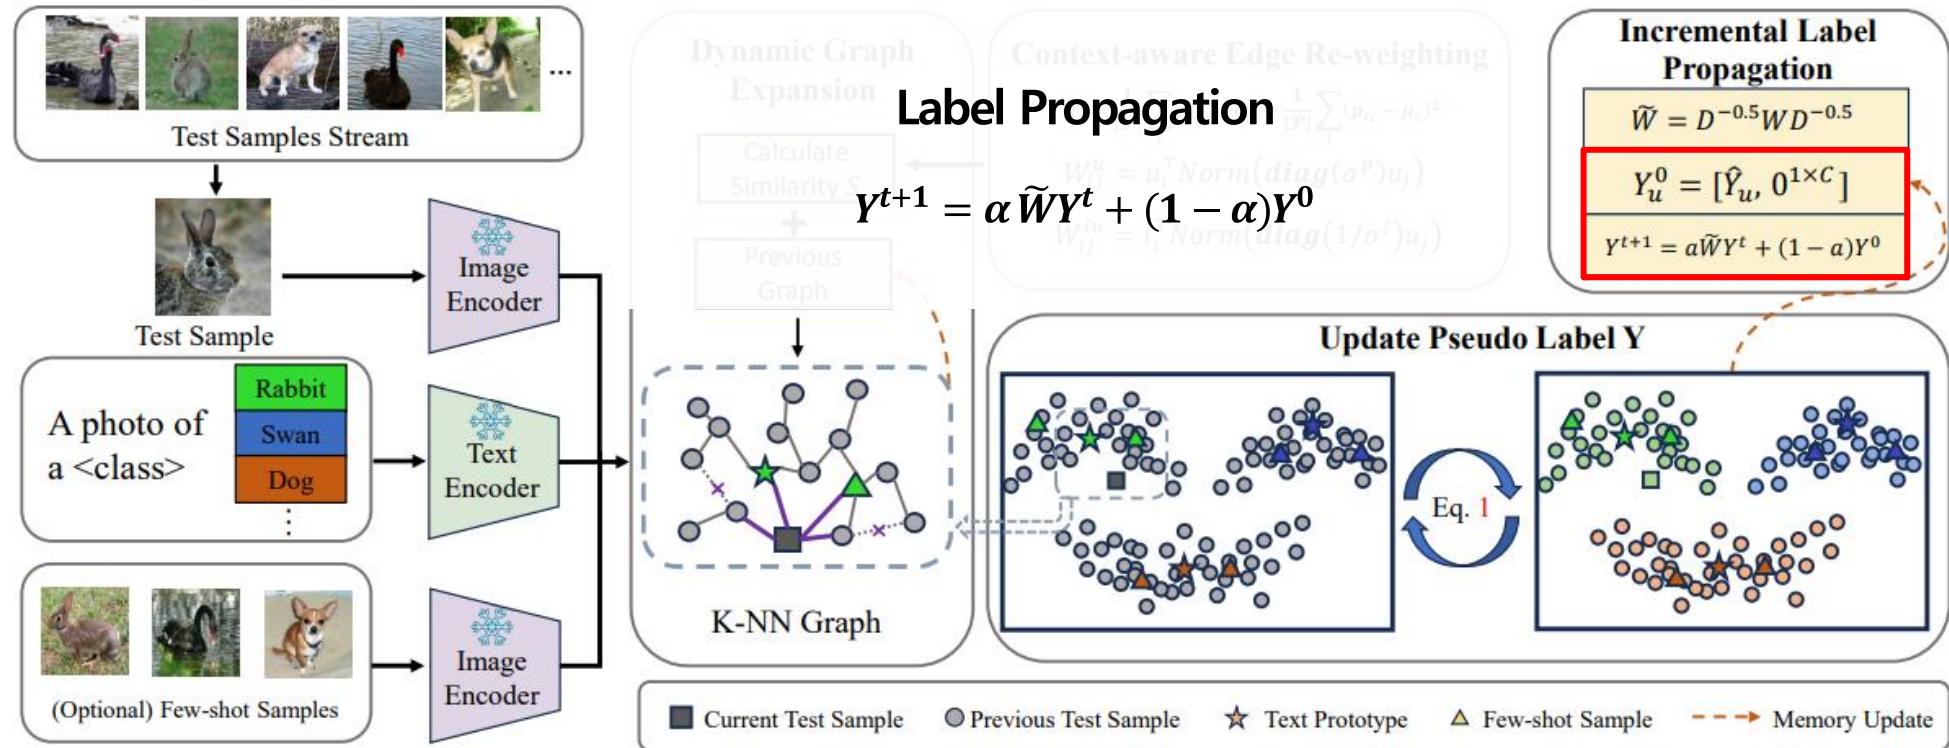 Test Samples Stream
...
Test Sample
A photo of
a <class>
Rabbit
Swan
Dog
⋮
(Optional) Few-shot Samples
Image
Encoder
Text
Encoder
Image
Encoder
Dynamic Graph
Expansion
Calculate
Similarity S
+
Previous
Graph
K-NN Graph
Context-aware Edge Re-weighting
Label Propagation
Y^{t+1} = α W̃Y^t + (1 − α)Y^0
Incremental Label
Propagation
W̃ = D^{−0.5}WD^{−0.5}
Y_u^0 = [Ŷ_u, 0^{1×C}]
Y^{t+1} = aW̃Y^t + (1 − a)Y^0
Update Pseudo Label Y
Eq. 1
Current Test Sample
Previous Test Sample
Text Prototype
Few-shot Sample
Memory Update